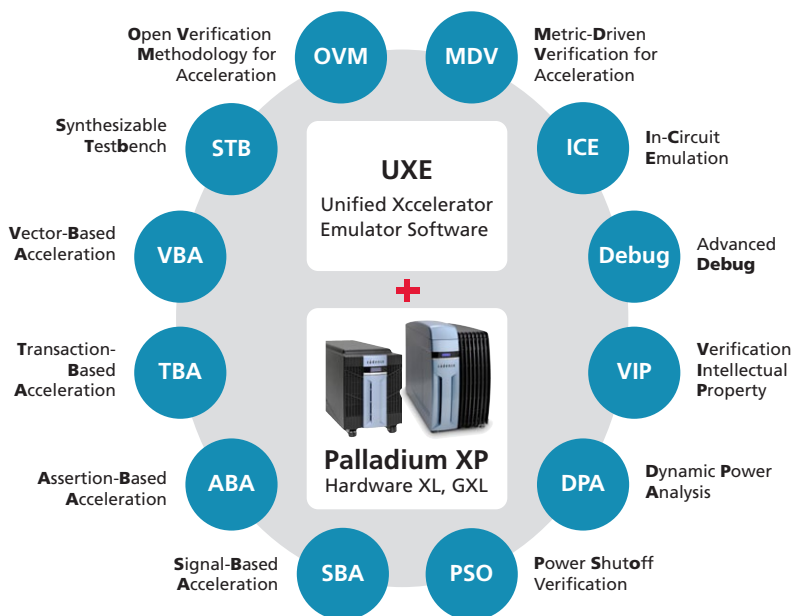 Open Verification
Methodology for
Acceleration
OVM
MDV
Metric-Driven
Verification for
Acceleration
Synthesizable
Testbench
STB
ICE
In-Circuit
Emulation
UXE
Unified Xccelerator
Emulator Software
Vector-Based
Acceleration
VBA
Debug
Advanced
Debug
+
Transaction-
Based
Acceleration
TBA
VIP
Verification
Intellectual
Property
Palladium XP
Hardware XL, GXL
Assertion-Based
Acceleration
ABA
DPA
Dynamic Power
Analysis
Signal-Based
Acceleration
SBA
PSO
Power Shutoff
Verification